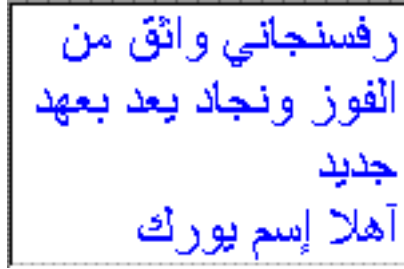 رفسنجاني واثق من
الفوز ونجاد يعد بعهد
جديد
آهلا إسم يورك